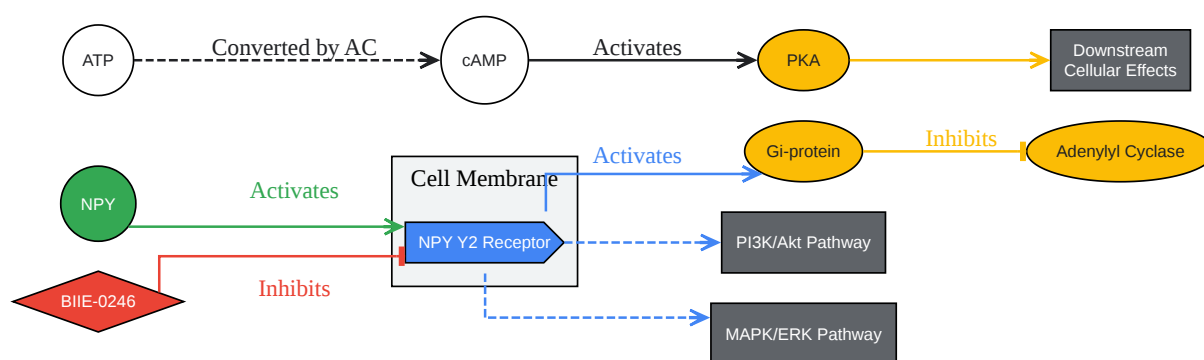 ATP
Converted by AC
cAMP
Activates
PKA
Downstream
Cellular Effects
Gi-protein
Inhibits
Adenylyl Cyclase
Activates
Cell Membrane
NPY
Activates
NPY Y2 Receptor
PI3K/Akt Pathway
BIIE-0246
Inhibits
MAPK/ERK Pathway